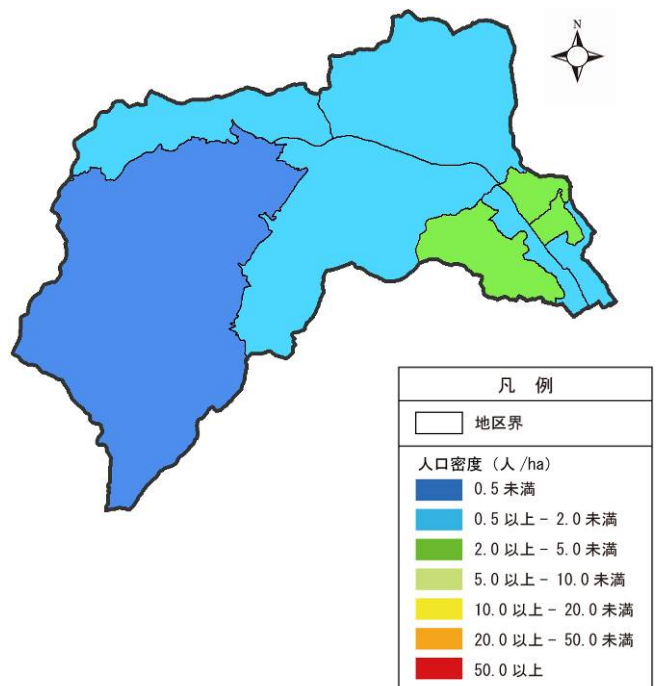 N
凡 例
地区界
人口密度 (人/ha)
0.5 未満
0.5 以上 - 2.0 未満
2.0 以上 - 5.0 未満
5.0 以上 - 10.0 未満
10.0 以上 - 20.0 未満
20.0 以上 - 50.0 未満
50.0 以上